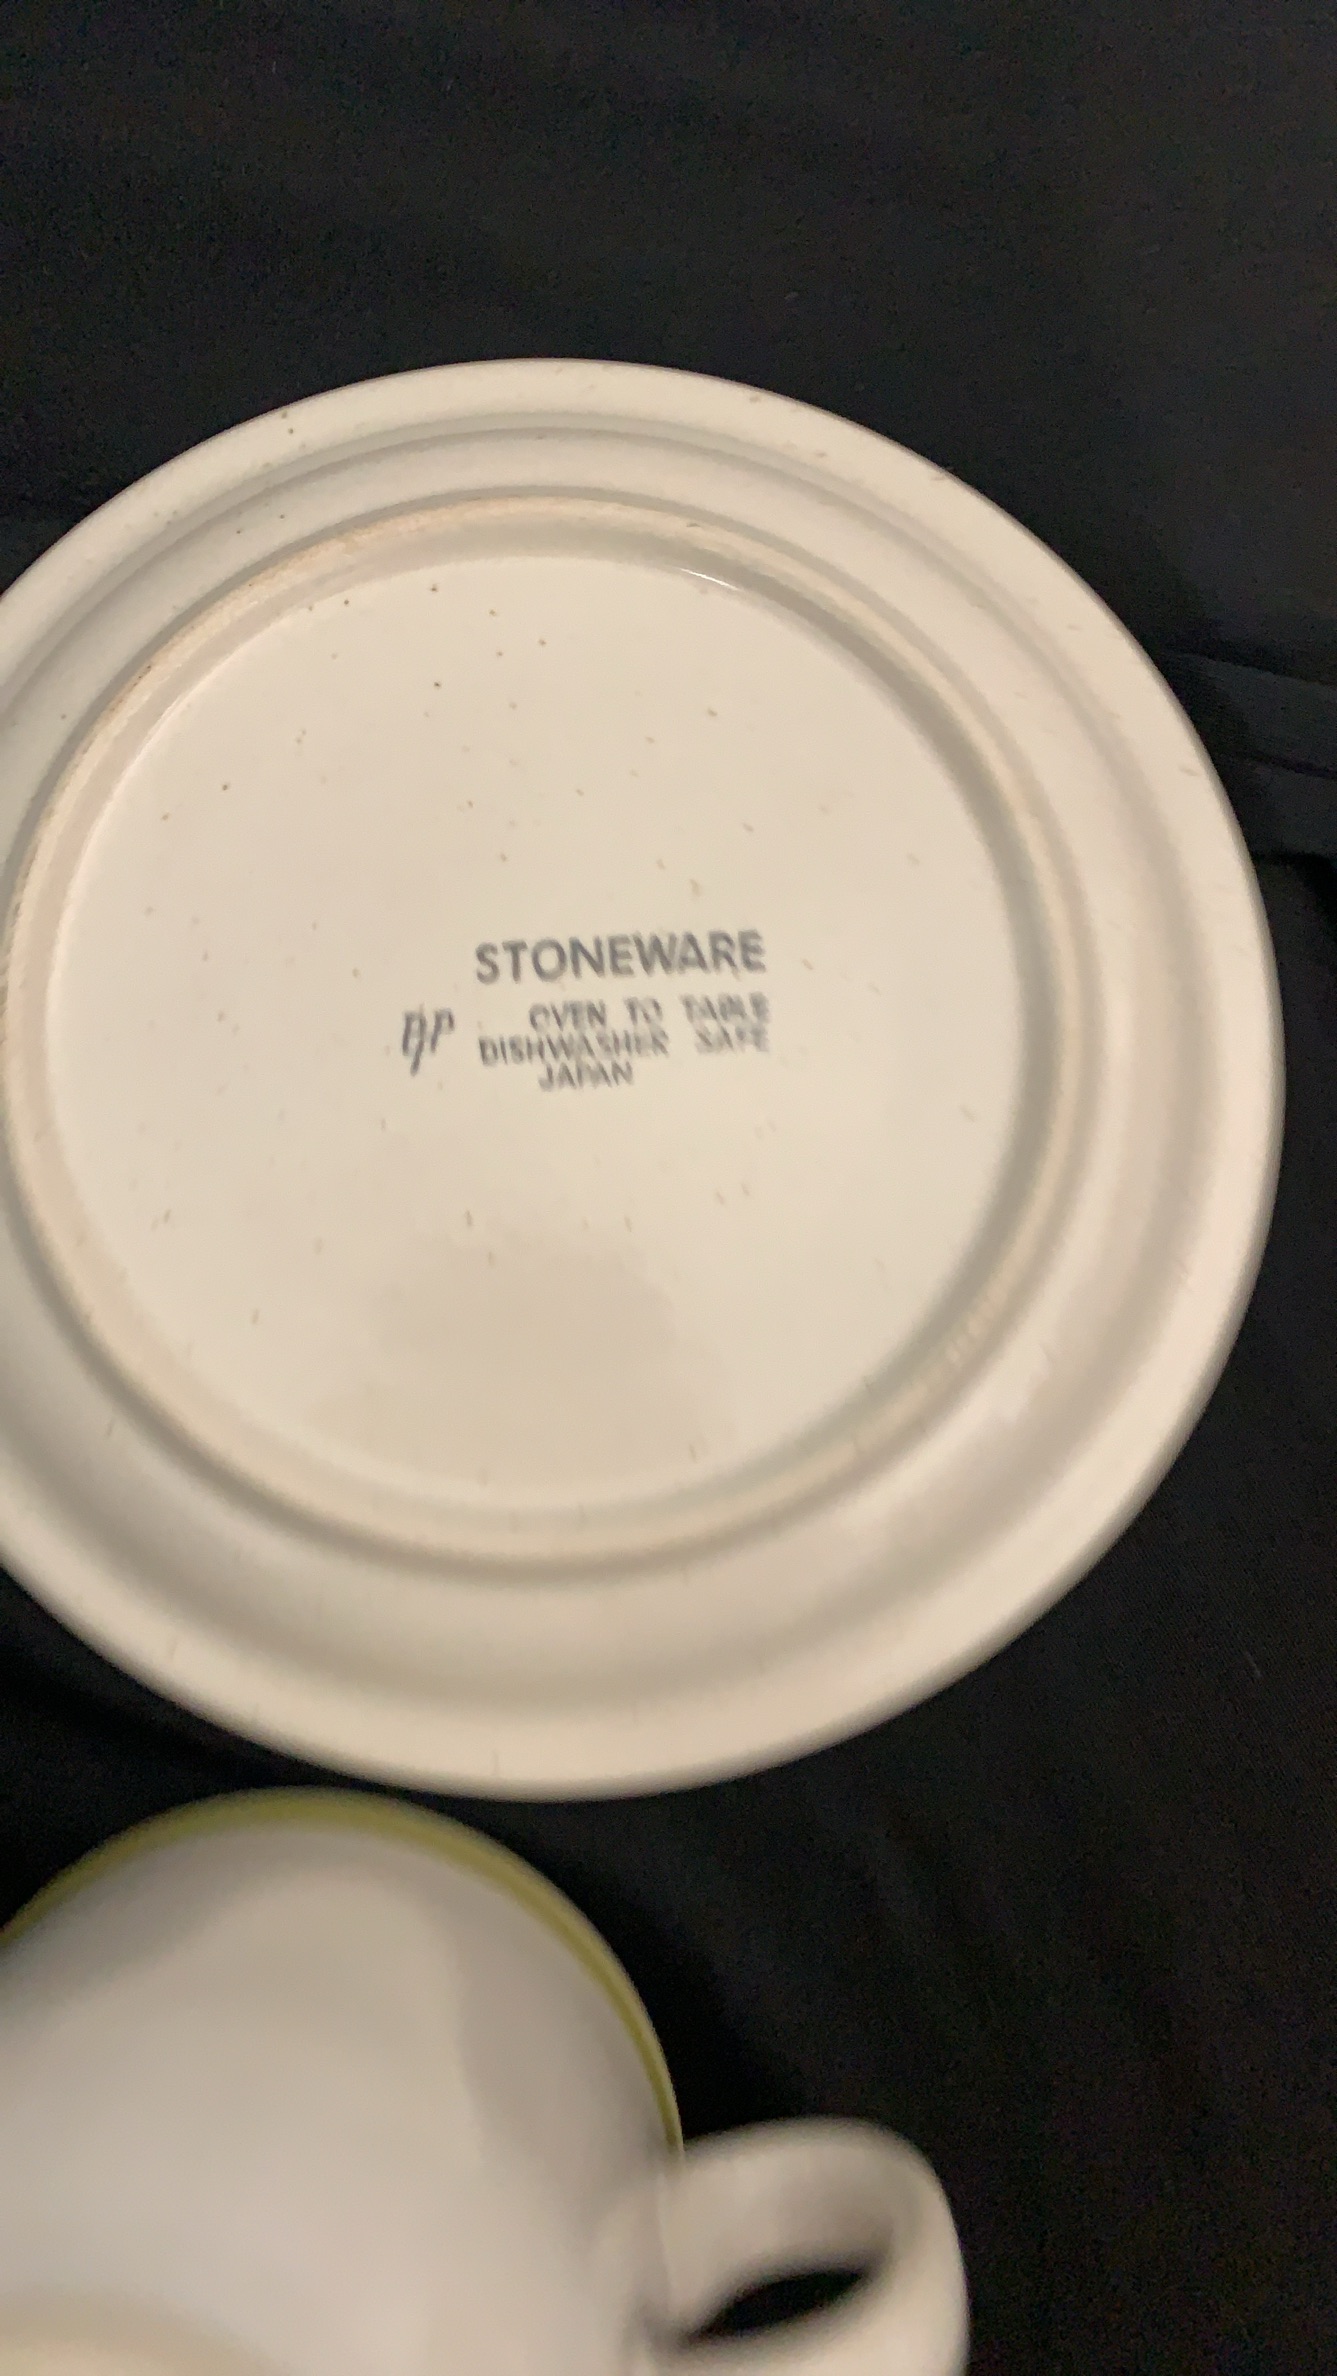 STONEWARE
OVEN TO TABLE
DISHWASHER SAFE
JAPAN